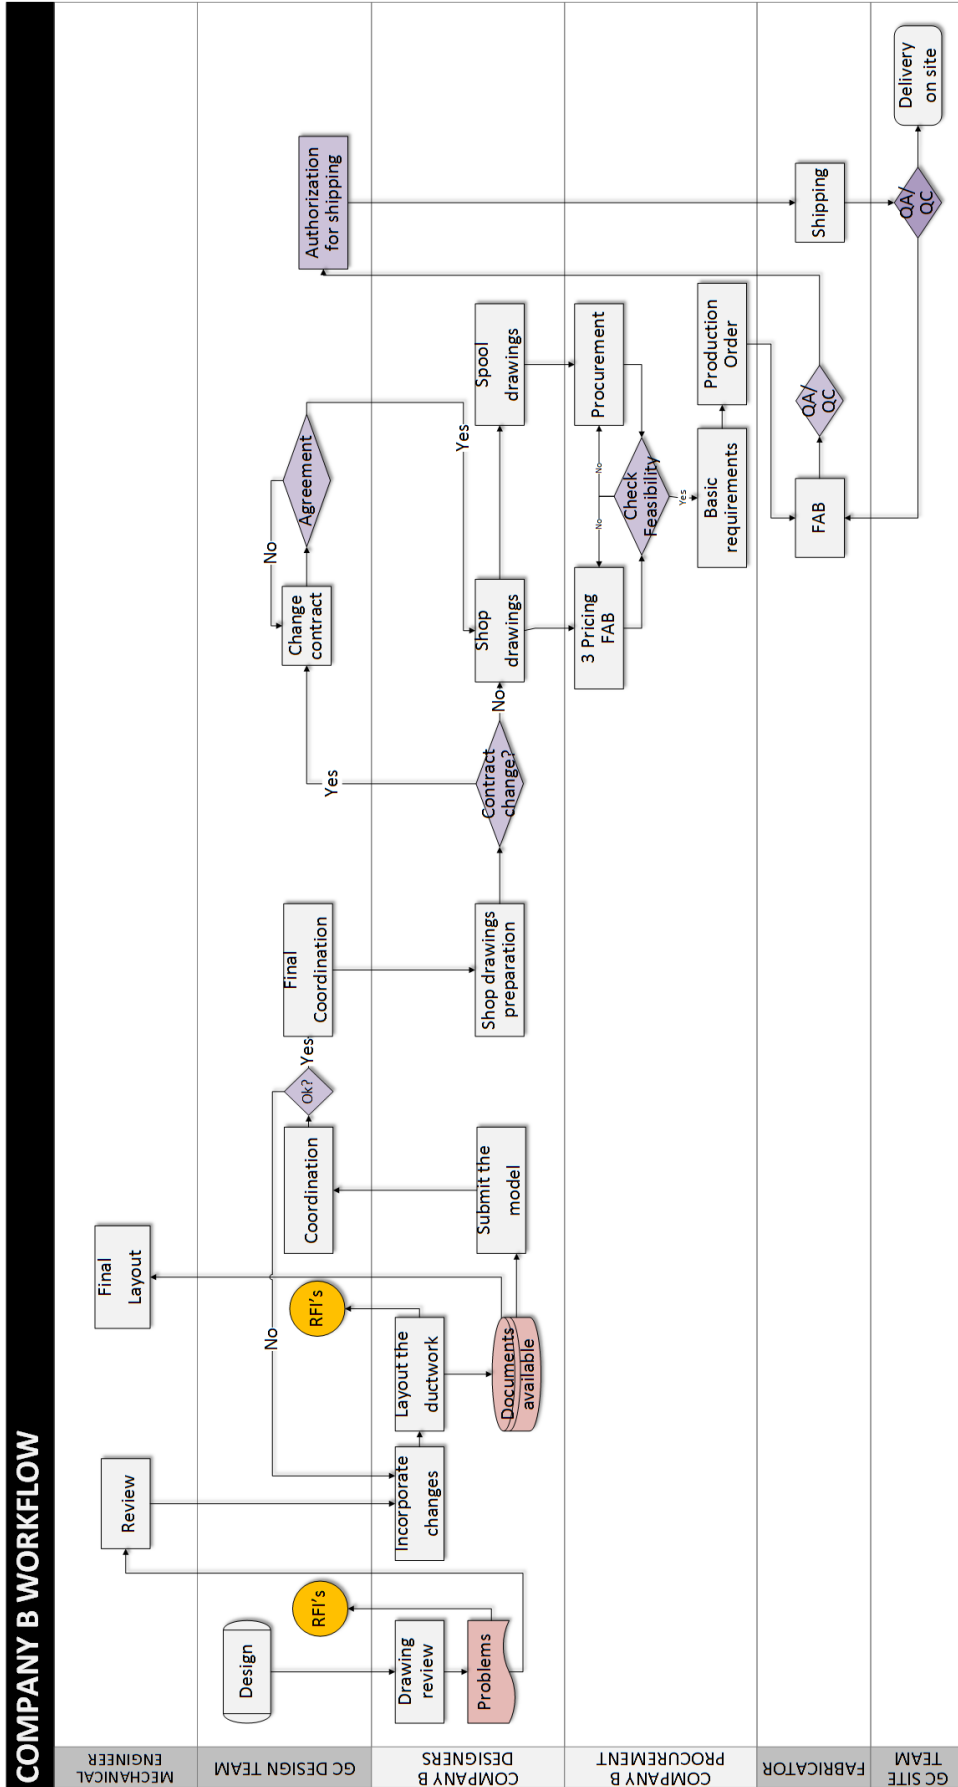 COMPANY B WORKFLOW
MECHANICAL
ENGINEER
Review
Final
Layout
GC DESIGN TEAM
Design
RFI's
No
RFI's
Coordination
Ok?
Yes
Final
Coordination
Yes
Change
contract
No
Agreement
Authorization
for shipping
COMPANY B
DESIGNERS
Drawing
review
Problems
Incorporate
changes
Layout the
ductwork
Documents
available
Submit the
model
Shop drawings
preparation
Contract
change?
No
Shop
drawings
Yes
Spool
drawings
COMPANY B
PROCUREMENT
3 Pricing
FAB
No
No
Check
Feasibility
Procurement
Yes
Basic
requirements
Production
Order
FABRICATOR
FAB
QA/
QC
Shipping
GC SITE
TEAM
QA/
QC
Delivery
on site